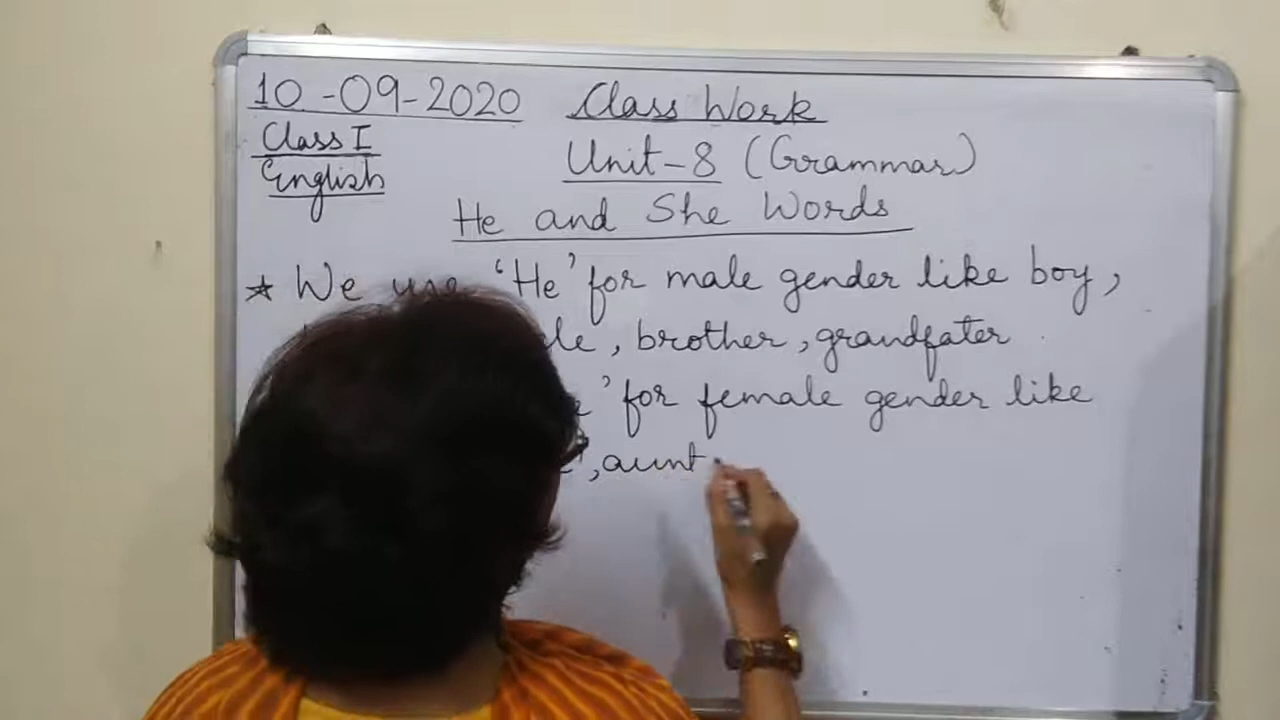 10-09-2020 Class Work
Class I
Unit-8 (Grammar)
English
He and She Words
★ We use 'He' for male gender like boy,
, brother, grandfater
' for female gender like
, aunt